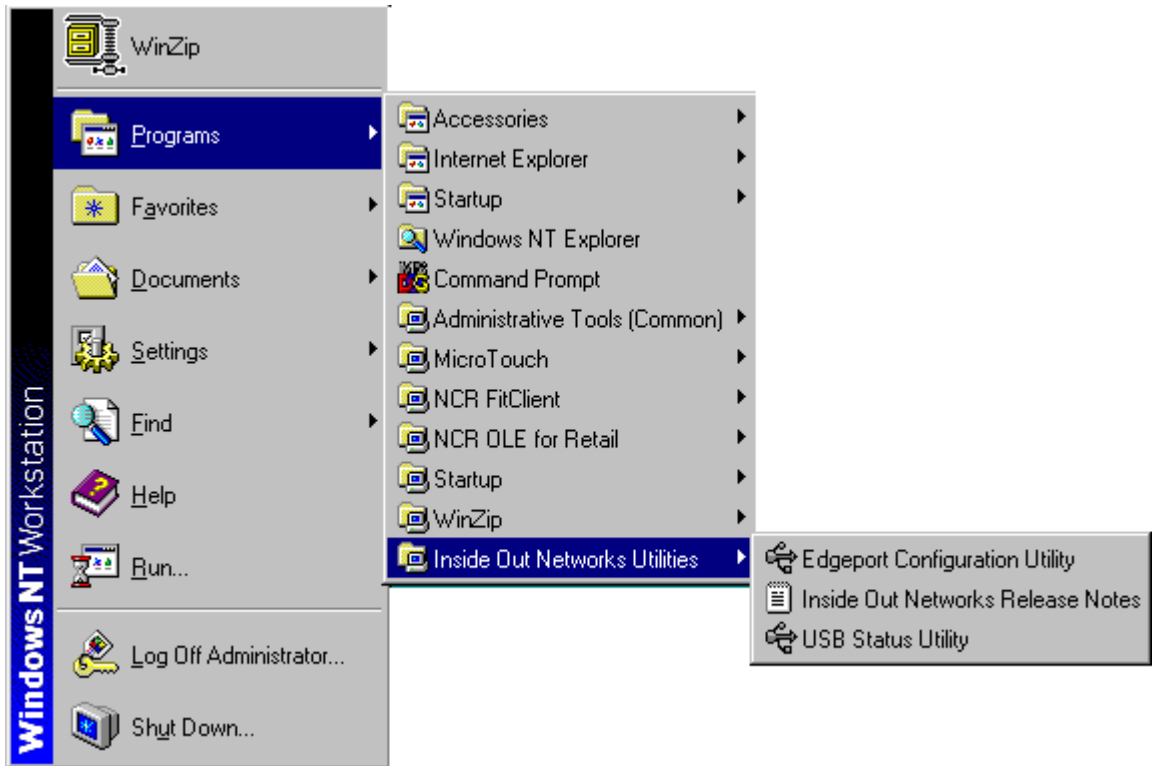 WinZip
Programs
Favorites
Documents
Settings
Find
Help
Run...
Log Off Administrator...
Shut Down...
Windows NT Workstation
Accessories
Internet Explorer
Startup
Windows NT Explorer
Command Prompt
Administrative Tools (Common)
MicroTouch
NCR FitClient
NCR OLE for Retail
Startup
WinZip
Inside Out Networks Utilities
Edgeport Configuration Utility
Inside Out Networks Release Notes
USB Status Utility